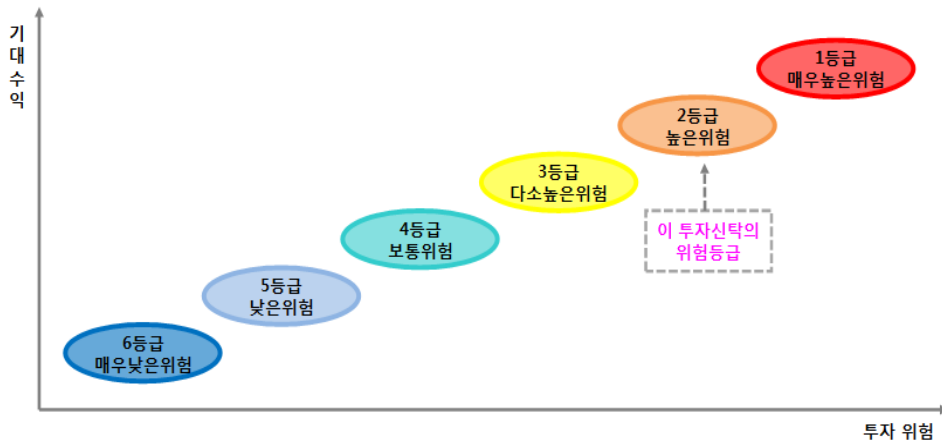 기
대
수
익
1등급
매우높은위험
2등급
높은위험
3등급
다소높은위험
4등급
보통위험
이 투자신탁의
위험등급
5등급
낮은위험
6등급
매우낮은위험
투자 위험